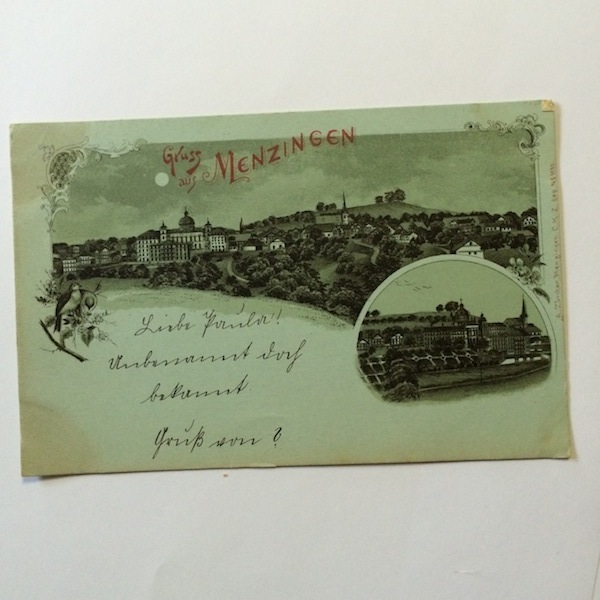 Gruss
aus MENZINGEN
Liebe Paula!
Unbenannt doch
bekannt
Gruß von ?